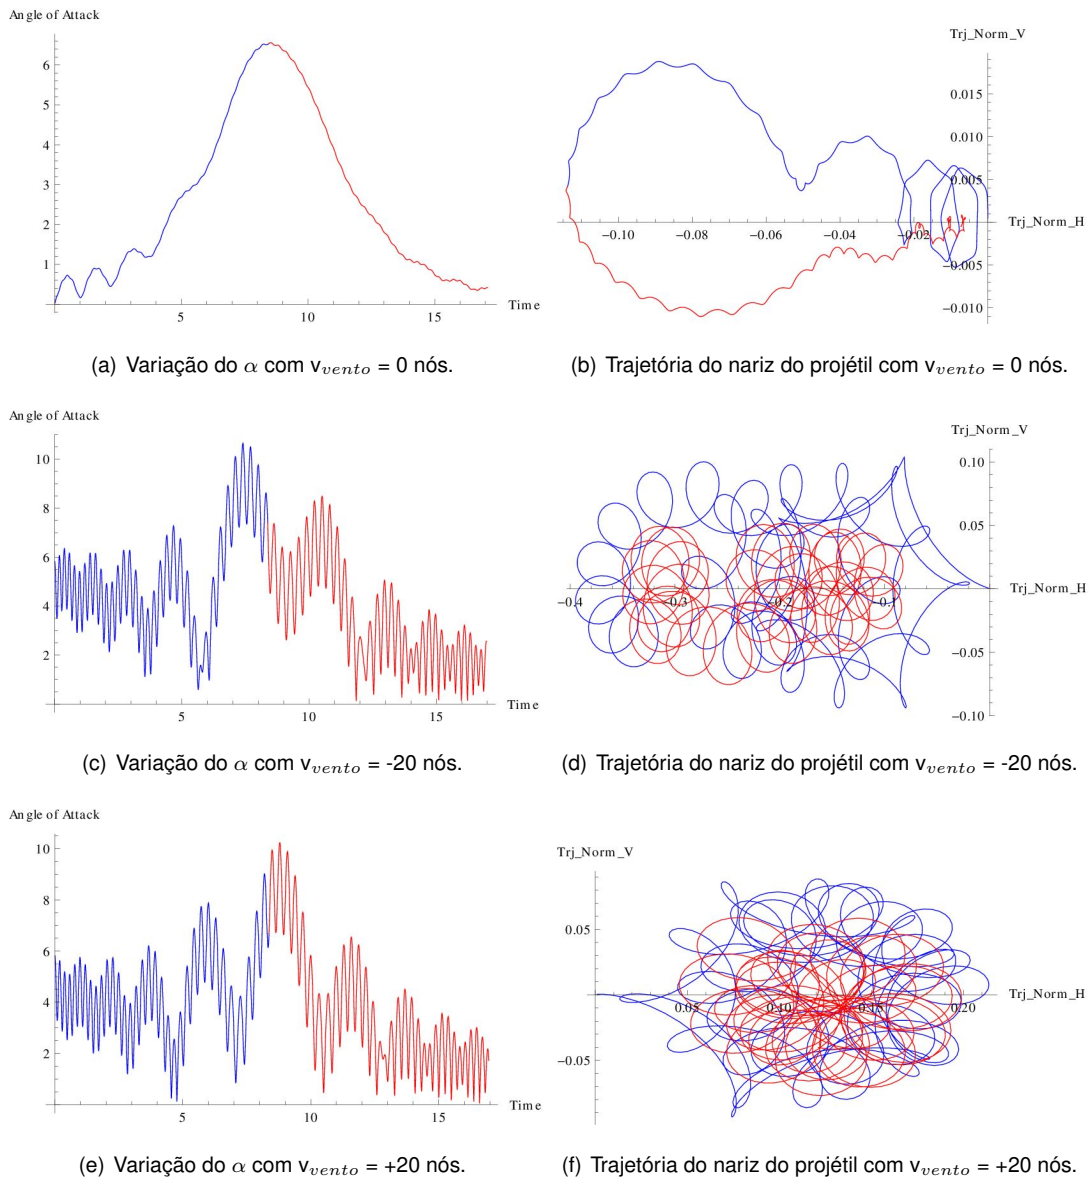 Angle of Attack
6
5
4
3
2
1
5
10
15
Time
(a) Variação do α com v_vento = 0 nós.
Trj_Norm_V
0.015
0.010
0.005
−0.10
−0.08
−0.06
−0.04
−0.02
Trj_Norm_H
−0.005
−0.010
(b) Trajetória do nariz do projétil com v_vento = 0 nós.
Angle of Attack
10
8
6
4
2
5
10
15
Time
(c) Variação do α com v_vento = -20 nós.
Trj_Norm_V
0.10
0.05
−0.4
−0.3
−0.2
−0.1
Trj_Norm_H
−0.05
−0.10
(d) Trajetória do nariz do projétil com v_vento = -20 nós.
Angle of Attack
10
8
6
4
2
5
10
15
Time
(e) Variação do α com v_vento = +20 nós.
Trj_Norm_V
0.05
0.05
0.10
0.15
0.20
Trj_Norm_H
−0.05
(f) Trajetória do nariz do projétil com v_vento = +20 nós.